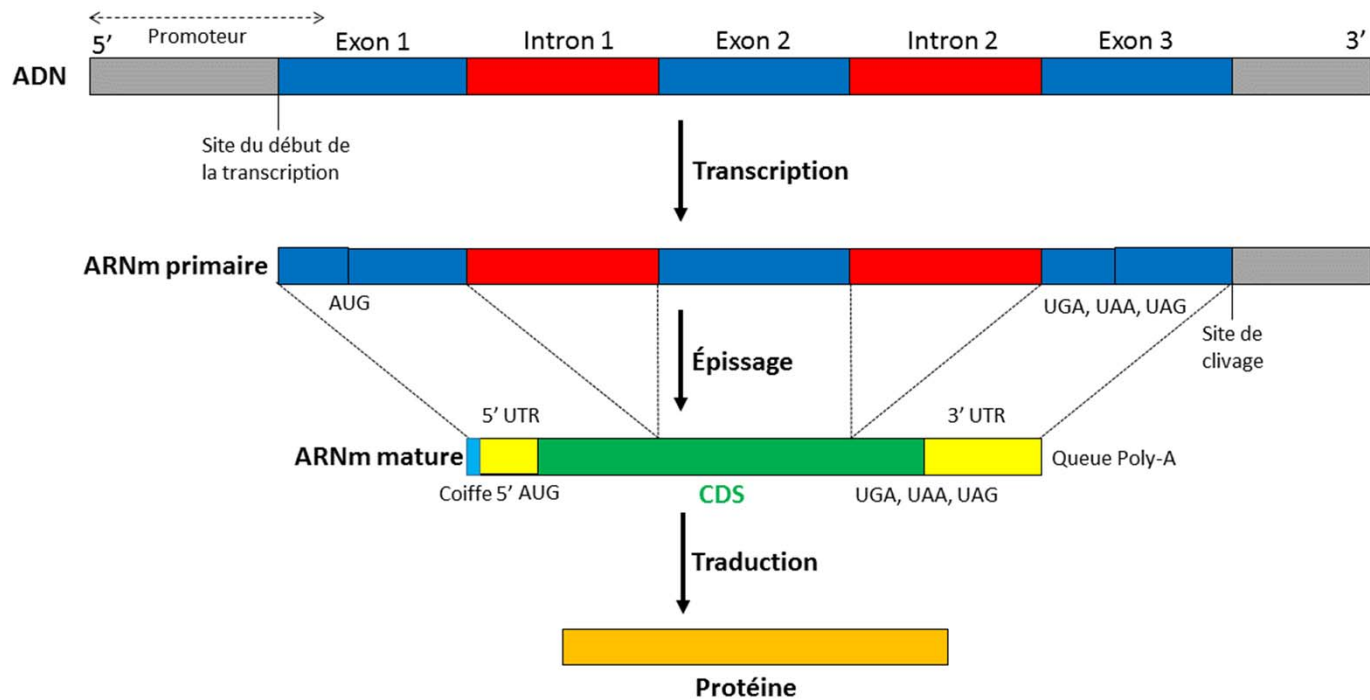 5’ Promoteur Exon 1 Intron 1 Exon 2 Intron 2 Exon 3 3’
ADN
Site du début de
la transcription
Transcription
ARNm primaire
AUG
UGA, UAA, UAG
Site de
clivage
Épissage
5’ UTR
3’ UTR
ARNm mature
Queue Poly-A
Coiffe 5’ AUG
CDS
UGA, UAA, UAG
Traduction
Protéine